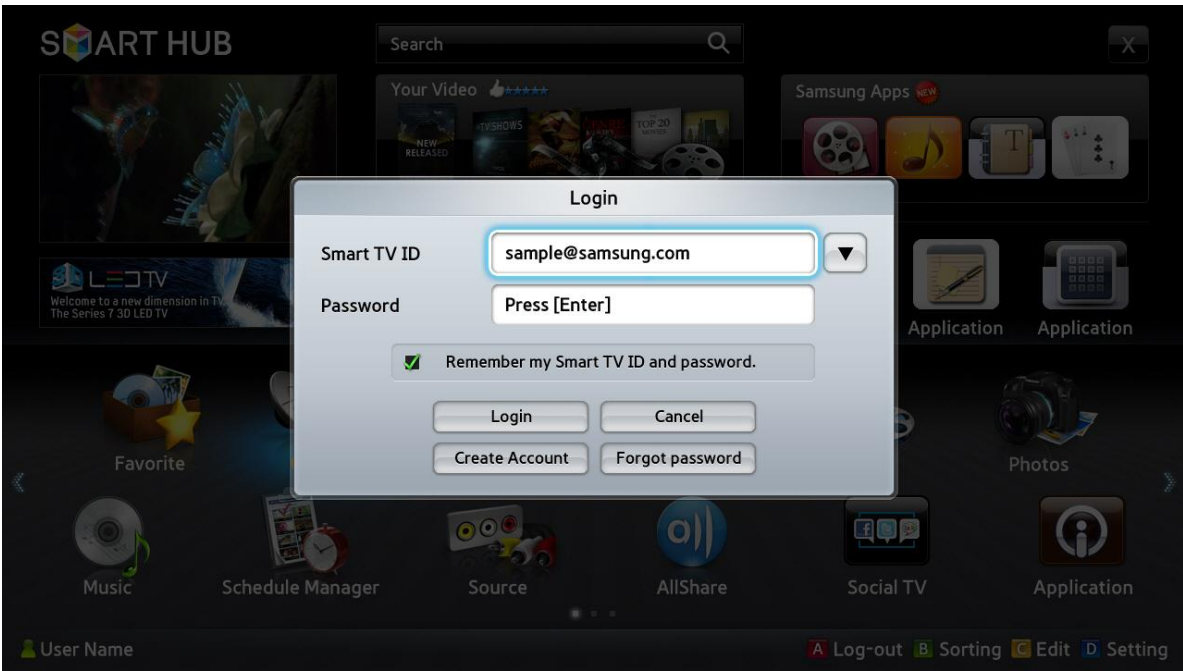 SMART HUB
Search
X
Your Video
Samsung Apps NEW
NEW
RELEASED
TV SHOWS
TOP 20
MOVIES
T
Login
Smart TV ID
sample@samsung.com
Password
Press [Enter]
Remember my Smart TV ID and password.
Login
Cancel
Create Account
Forgot password
LED TV
Welcome to a new dimension in TV
The Series 7 3D LED TV
Application
Application
Favorite
Photos
Music
Schedule Manager
Source
AllShare
Social TV
Application
all
User Name
A Log-out B Sorting C Edit D Setting